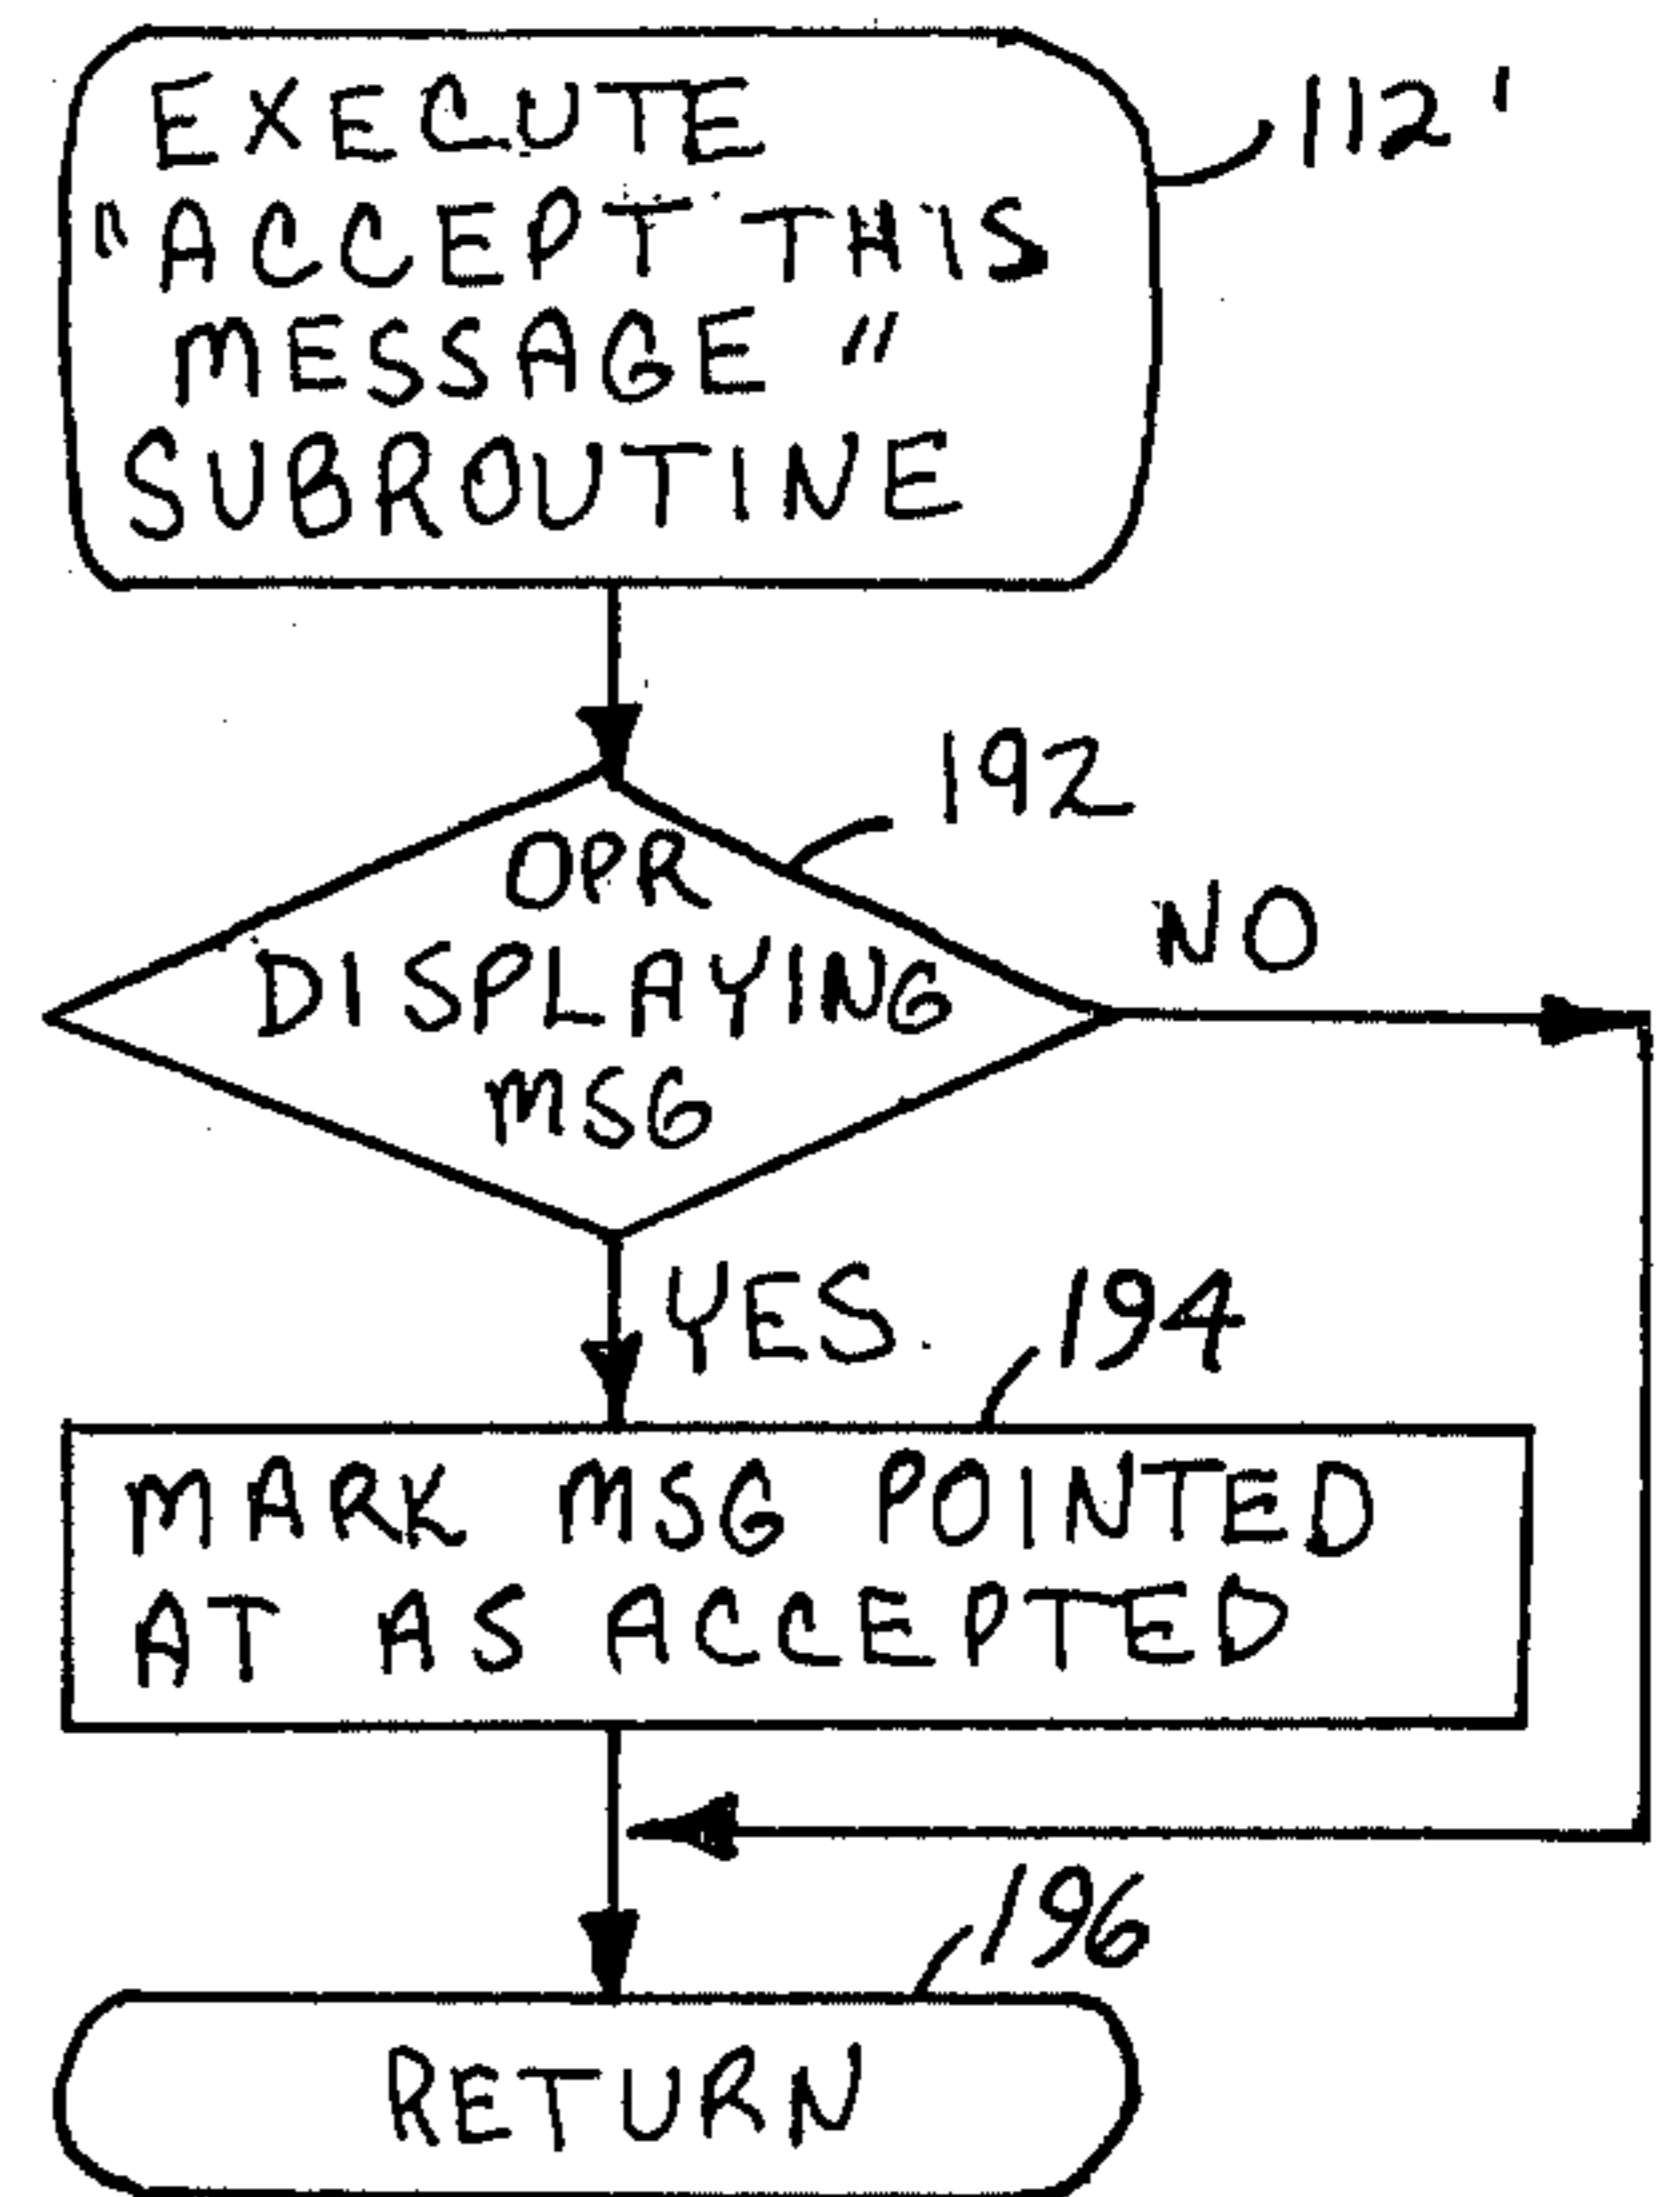 EXECUTE
"ACCEPT THIS
MESSAGE"
SUBROUTINE
112'
192
OPR
DISPLAYING
MSG
NO
YES
194
MARK MSG POINTED
AT AS ACCEPTED
196
RETURN